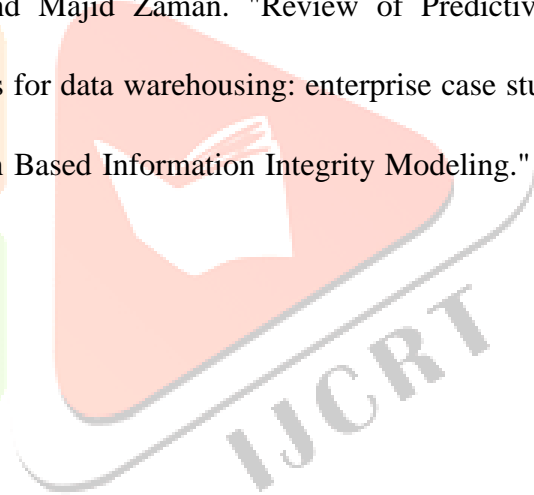 nd Majid Zaman. "Review of Predictiv
s for data warehousing: enterprise case stu
n Based Information Integrity Modeling."
IJCRT